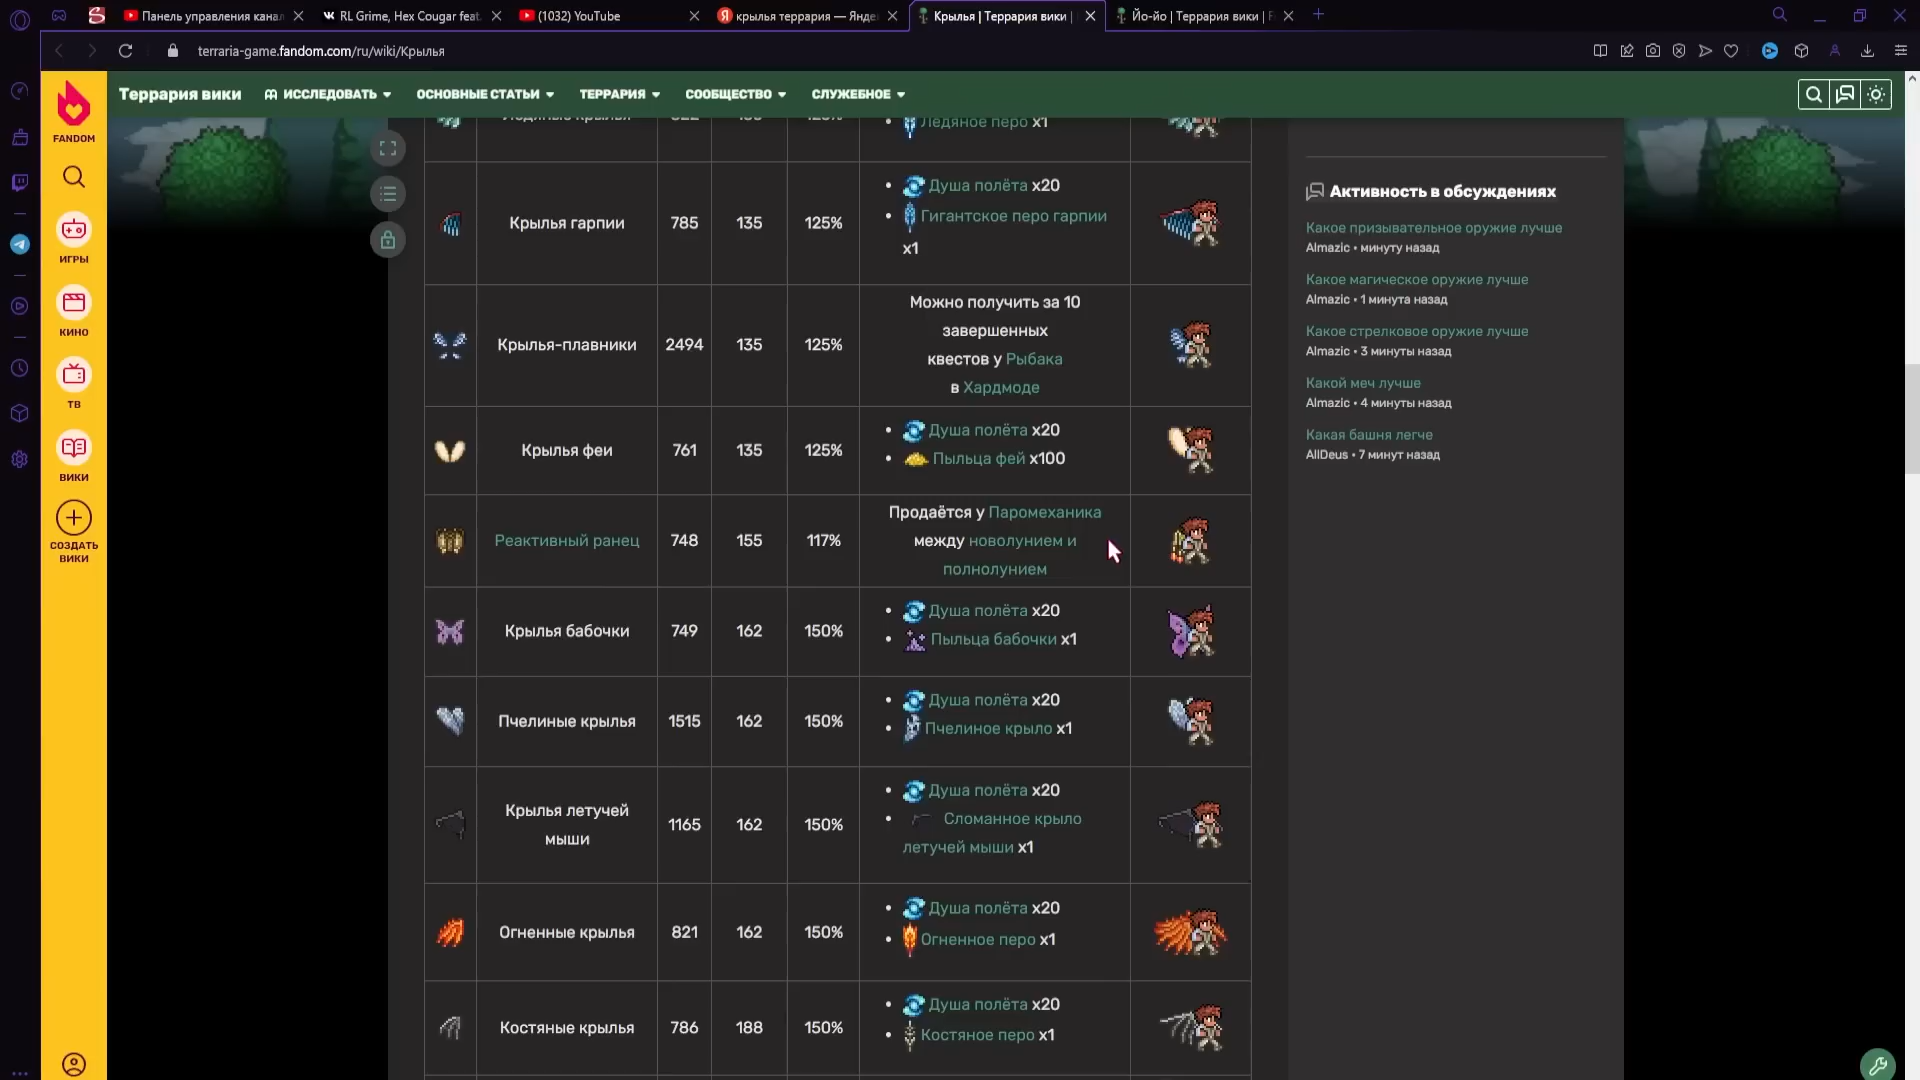 Панель управления канал
RL Grime, Hex Cougar feat.
(1032) YouTube
крылья террария — Янде
Крылья | Террария вики |
Йо-йо | Террария вики | F
terraria-game.fandom.com/ru/wiki/Крылья
FANDOM
ИГРЫ
КИНО
ТВ
ВИКИ
СОЗДАТЬ
ВИКИ
Террария вики
ИССЛЕДОВАТЬ
ОСНОВНЫЕ СТАТЬИ
ТЕРРАРИЯ
СООБЩЕСТВО
СЛУЖЕБНОЕ
Ледяное перо x1
Крылья гарпии
785
135
125%
Душа полёта x20
Гигантское перо гарпии
x1
Крылья-плавники
2494
135
125%
Можно получить за 10
завершенных
квестов у Рыбака
в Хардмоде
Крылья феи
761
135
125%
Душа полёта x20
Пыльца фей x100
Реактивный ранец
748
155
117%
Продаётся у Паромеханика
между новолунием и
полнолунием
Крылья бабочки
749
162
150%
Душа полёта x20
Пыльца бабочки x1
Пчелиные крылья
1515
162
150%
Душа полёта x20
Пчелиное крыло x1
Крылья летучей
мыши
1165
162
150%
Душа полёта x20
Сломанное крыло
летучей мыши x1
Огненные крылья
821
162
150%
Душа полёта x20
Огненное перо x1
Костяные крылья
786
188
150%
Душа полёта x20
Костяное перо x1
Активность в обсуждениях
Какое призывательное оружие лучше
Almazic • минуту назад
Какое магическое оружие лучше
Almazic • 1 минута назад
Какое стрелковое оружие лучше
Almazic • 3 минуты назад
Какой меч лучше
Almazic • 4 минуты назад
Какая башня легче
AllDeus • 7 минут назад